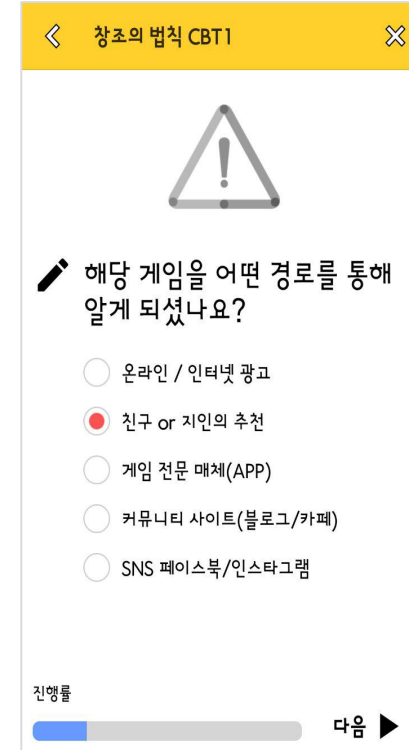 창조의 법칙 CBT1
해당 게임을 어떤 경로를 통해
알게 되셨나요?
온라인 / 인터넷 광고
친구 or 지인의 추천
게임 전문 매체(APP)
커뮤니티 사이트(블로그/카페)
SNS 페이스북/인스타그램
진행률
다음